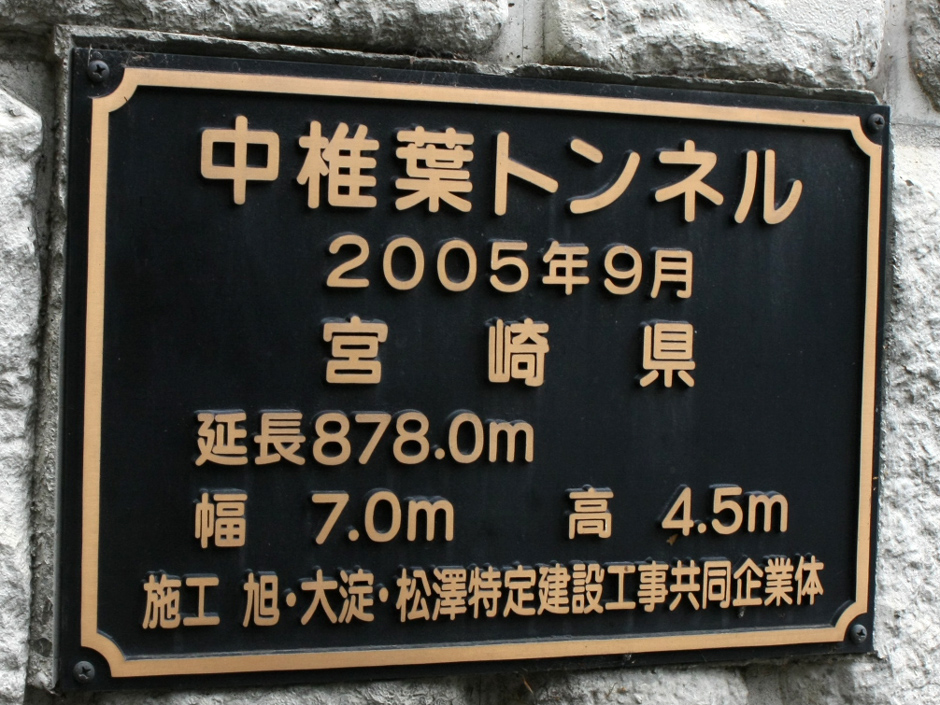 中椎葉トンネル
2005年9月
宮崎県
延長878.0m
幅 7.0m 高 4.5m
施工 旭・大淀・松澤特定建設工事共同企業体